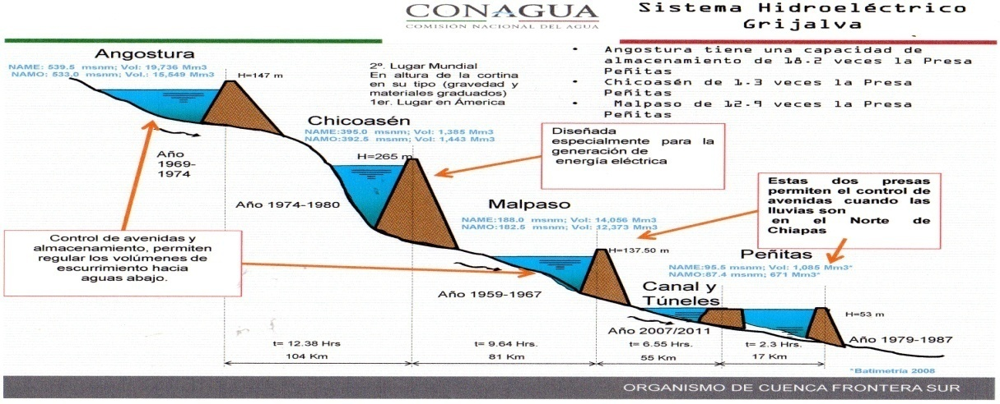 CONAGUA
COMISIÓN NACIONAL DEL AGUA
Sistema Hidroeléctrico
Grijalva
• Angostura tiene una capacidad de
almacenamiento de 18.2 veces la Presa
Peñitas
• Chicoasén de 1.3 veces la Presa
Peñitas
• Malpaso de 12.9 veces la Presa
Peñitas
Angostura
NAME: 539.5 msnm; Vol: 19,736 Mm3
NAMO: 533.0 msnm; Vol.: 15,549 Mm3
H=147 m
2º. Lugar Mundial
En altura de la cortina
en su tipo (gravedad y
materiales graduados)
1er. Lugar en Ámerica
Año
1969-
1974
Chicoasén
NAME:395.0 msnm; Vol: 1,385 Mm3
NAMO: 392.5 msnm; Vol: 1,443 Mm3
H=265 m
Año 1974-1980
Diseñada
especialmente para la
generación de
energía eléctrica
Malpaso
NAME:188.0 msnm; Vol: 14,056 Mm3
NAMO:182.5 msnm; Vol: 12,373 Mm3
H=137.50 m
Año 1959-1967
Estas dos presas
permiten el control de
avenidas cuando las
lluvias son
en el Norte de
Chiapas
Control de avenidas y
almacenamiento, permiten
regular los volúmenes de
escurrimiento hacia
aguas abajo.
Peñitas
NAME:95.5 msnm; Vol: 1,085 Mm3*
NAMO:87.4 msnm; 671 Mm3*
Canal y
Túneles
Año 2007/2011
H=53 m
Año 1979-1987
t= 12.38 Hrs
104 Km
t= 9.64 Hrs.
81 Km
t= 6.55 Hrs.
55 Km
t= 2.3 Hrs.
17 Km
*Batimetría 2008
ORGANISMO DE CUENCA FRONTERA SUR